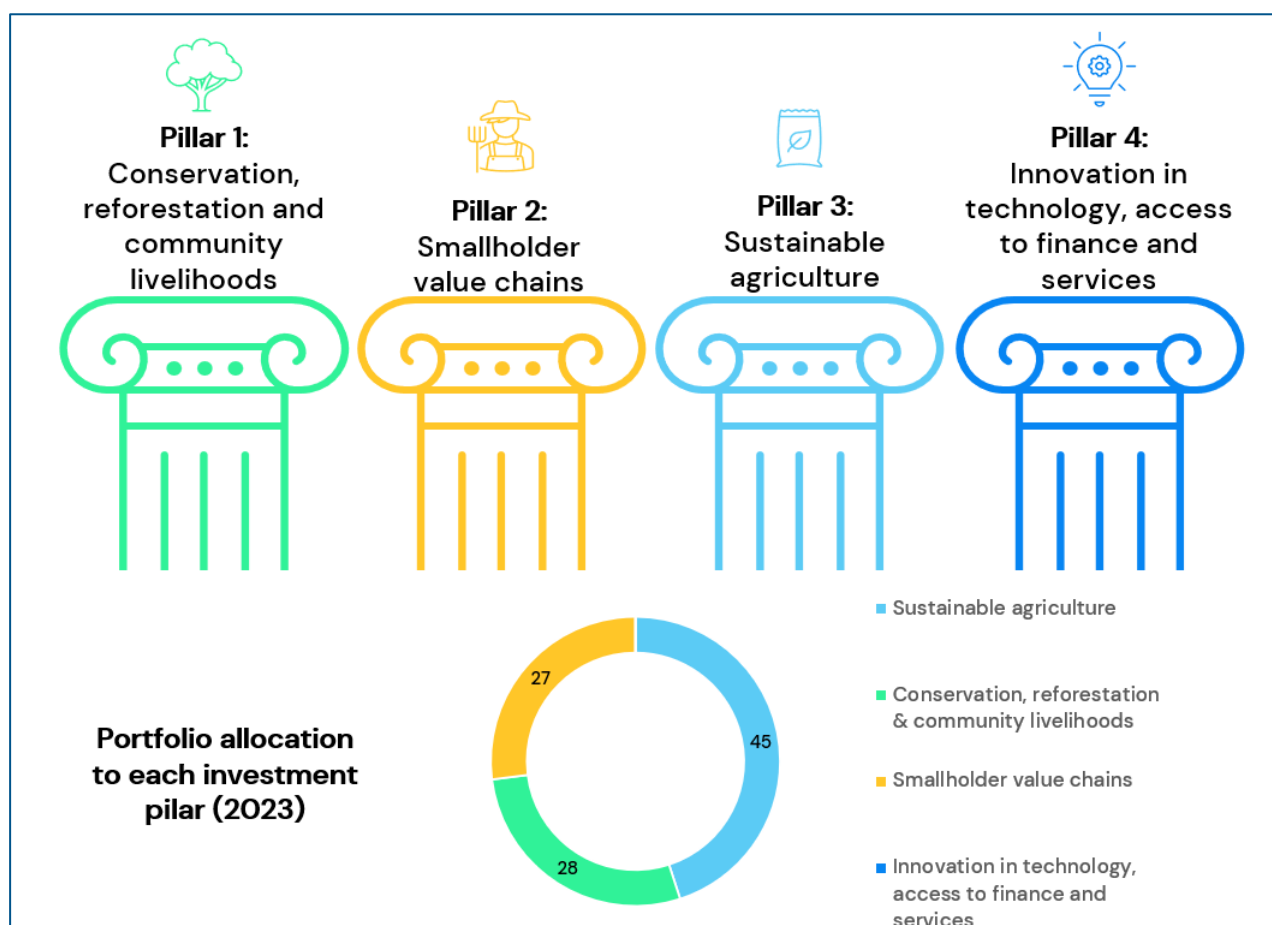 Pillar 1:
Conservation,
reforestation and
community
livelihoods
Pillar 2:
Smallholder
value chains
Pillar 3:
Sustainable
agriculture
Pillar 4:
Innovation in
technology, access
to finance and
services
Portfolio allocation
to each investment
pilar (2023)
27
45
28
Sustainable agriculture
Conservation, reforestation
& community livelihoods
Smallholder value chains
Innovation in technology,
access to finance and
services